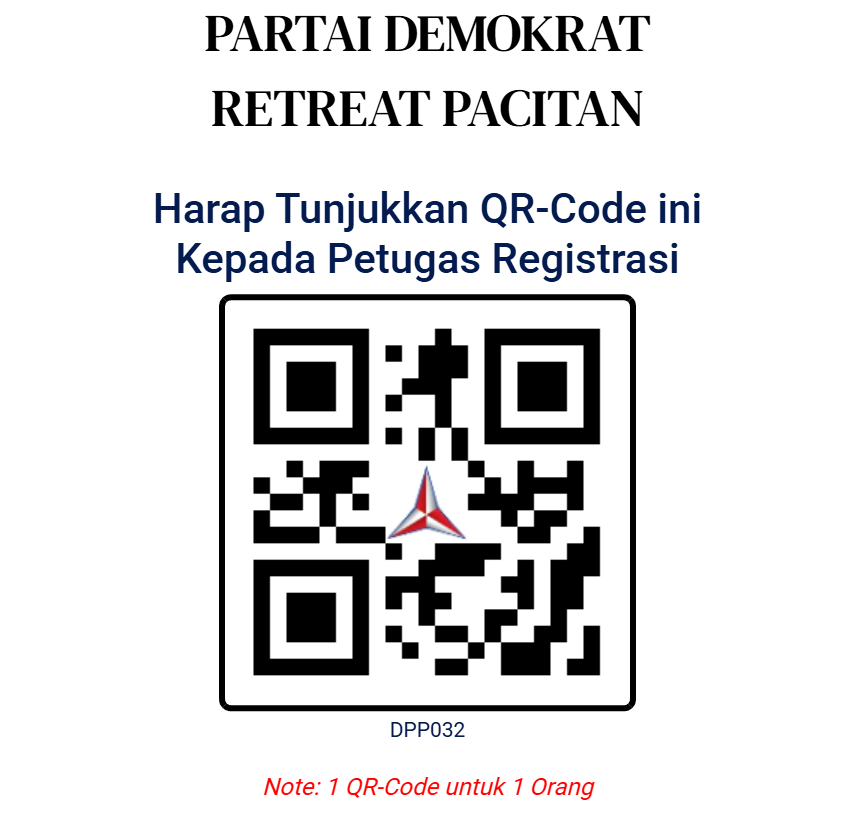 PARTAI DEMOKRAT
RETREAT PACITAN
Harap Tunjukkan QR-Code ini
Kepada Petugas Registrasi
DPP032
Note: 1 QR-Code untuk 1 Orang